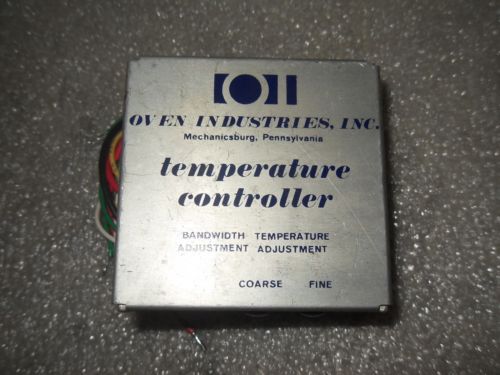 OVEN INDUSTRIES, INC.
Mechanicsburg, Pennsylvania
temperature
controller
BANDWIDTH TEMPERATURE
ADJUSTMENT ADJUSTMENT
COARSE FINE